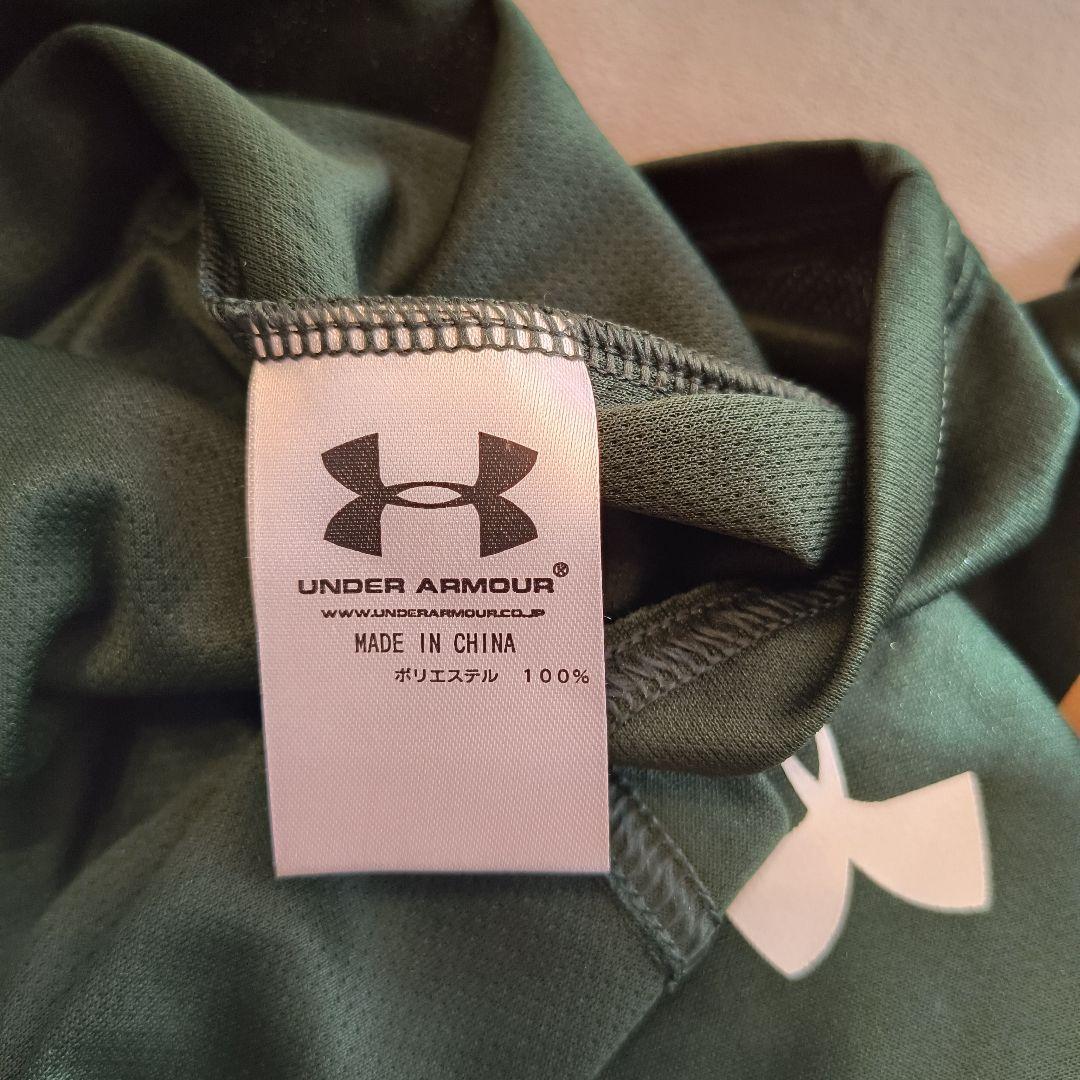 UNDER ARMOUR®
WWW.UNDERARMOUR.CO.JP
MADE IN CHINA
ポリエステル 100%